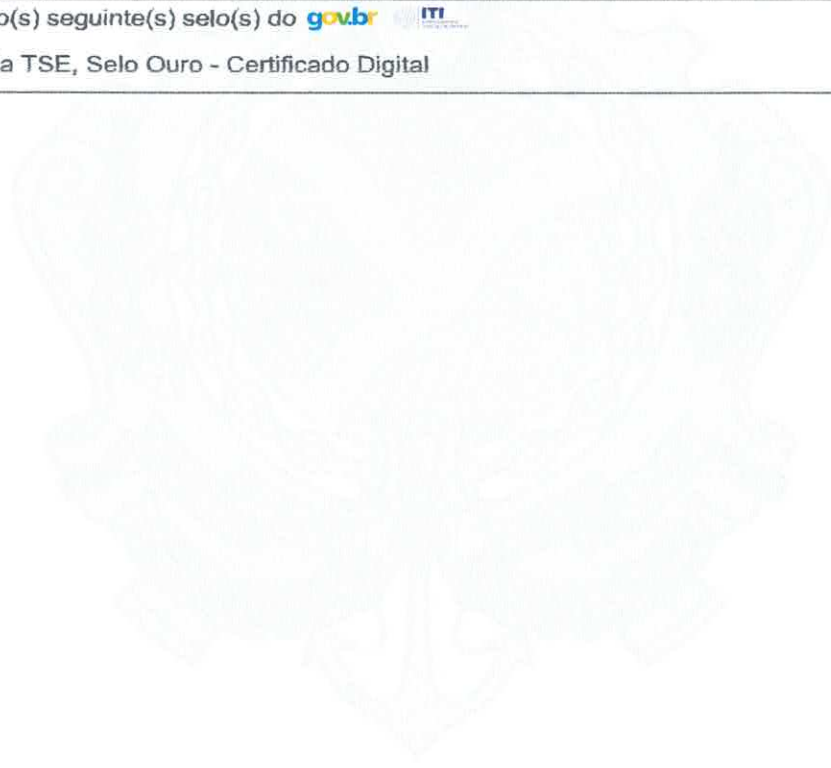 o(s) seguinte(s) selo(s) do gov.br ITI
a TSE, Selo Ouro - Certificado Digital